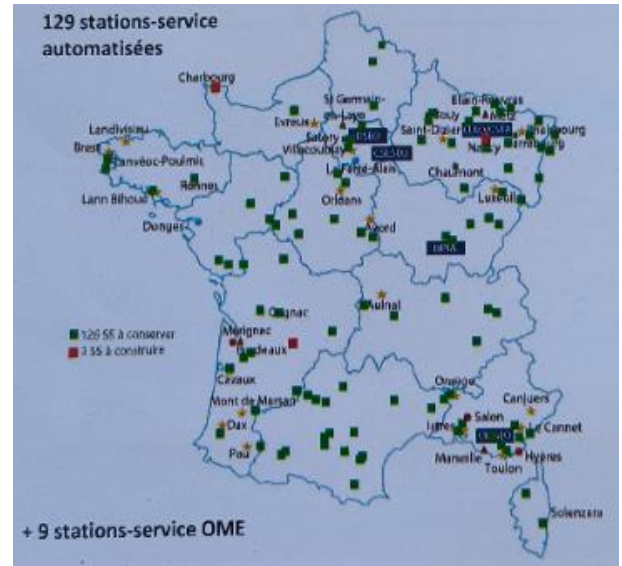 129 stations-service
automatisées
Cherbourg
St Germain-
en-Laye
Evreux
Satory
Villacoublay
La Ferté-Alais
Orléans
Avord
Etain-Rouvres
Metz
Saint-Dizier
Nancy
Chaumont
Luxeuil
Landivisiau
Brest
Lanvéoc-Poulmic
Lann Bihoué
Rennes
Donges
Cognac
Aulnat
Mérignac
Bordeaux
126 SS à conserver
3 SS à construire
Cazaux
Mont de Marsan
Dax
Pau
Orange
Salon
Istres
Canjuers
Le Cannet
Marseille
Toulon
Hyères
Solenzara
+ 9 stations-service OME